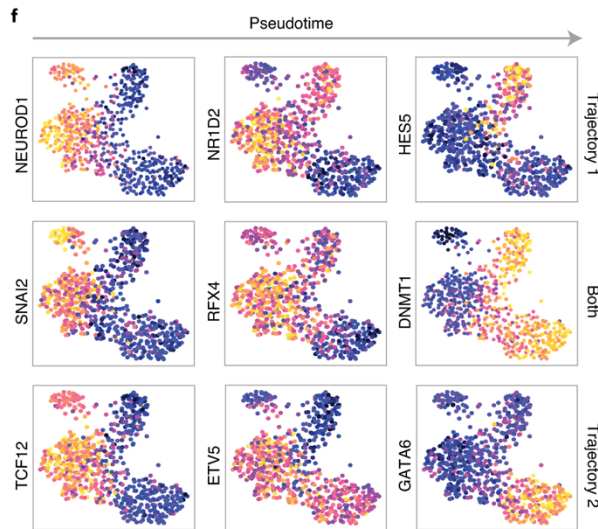 f
Pseudotime
NEUROD1
NR1D2
HES5
Trajectory 1
SNAI2
RFX4
DNMT1
Both
TCF12
ETV5
GATA6
Trajectory 2